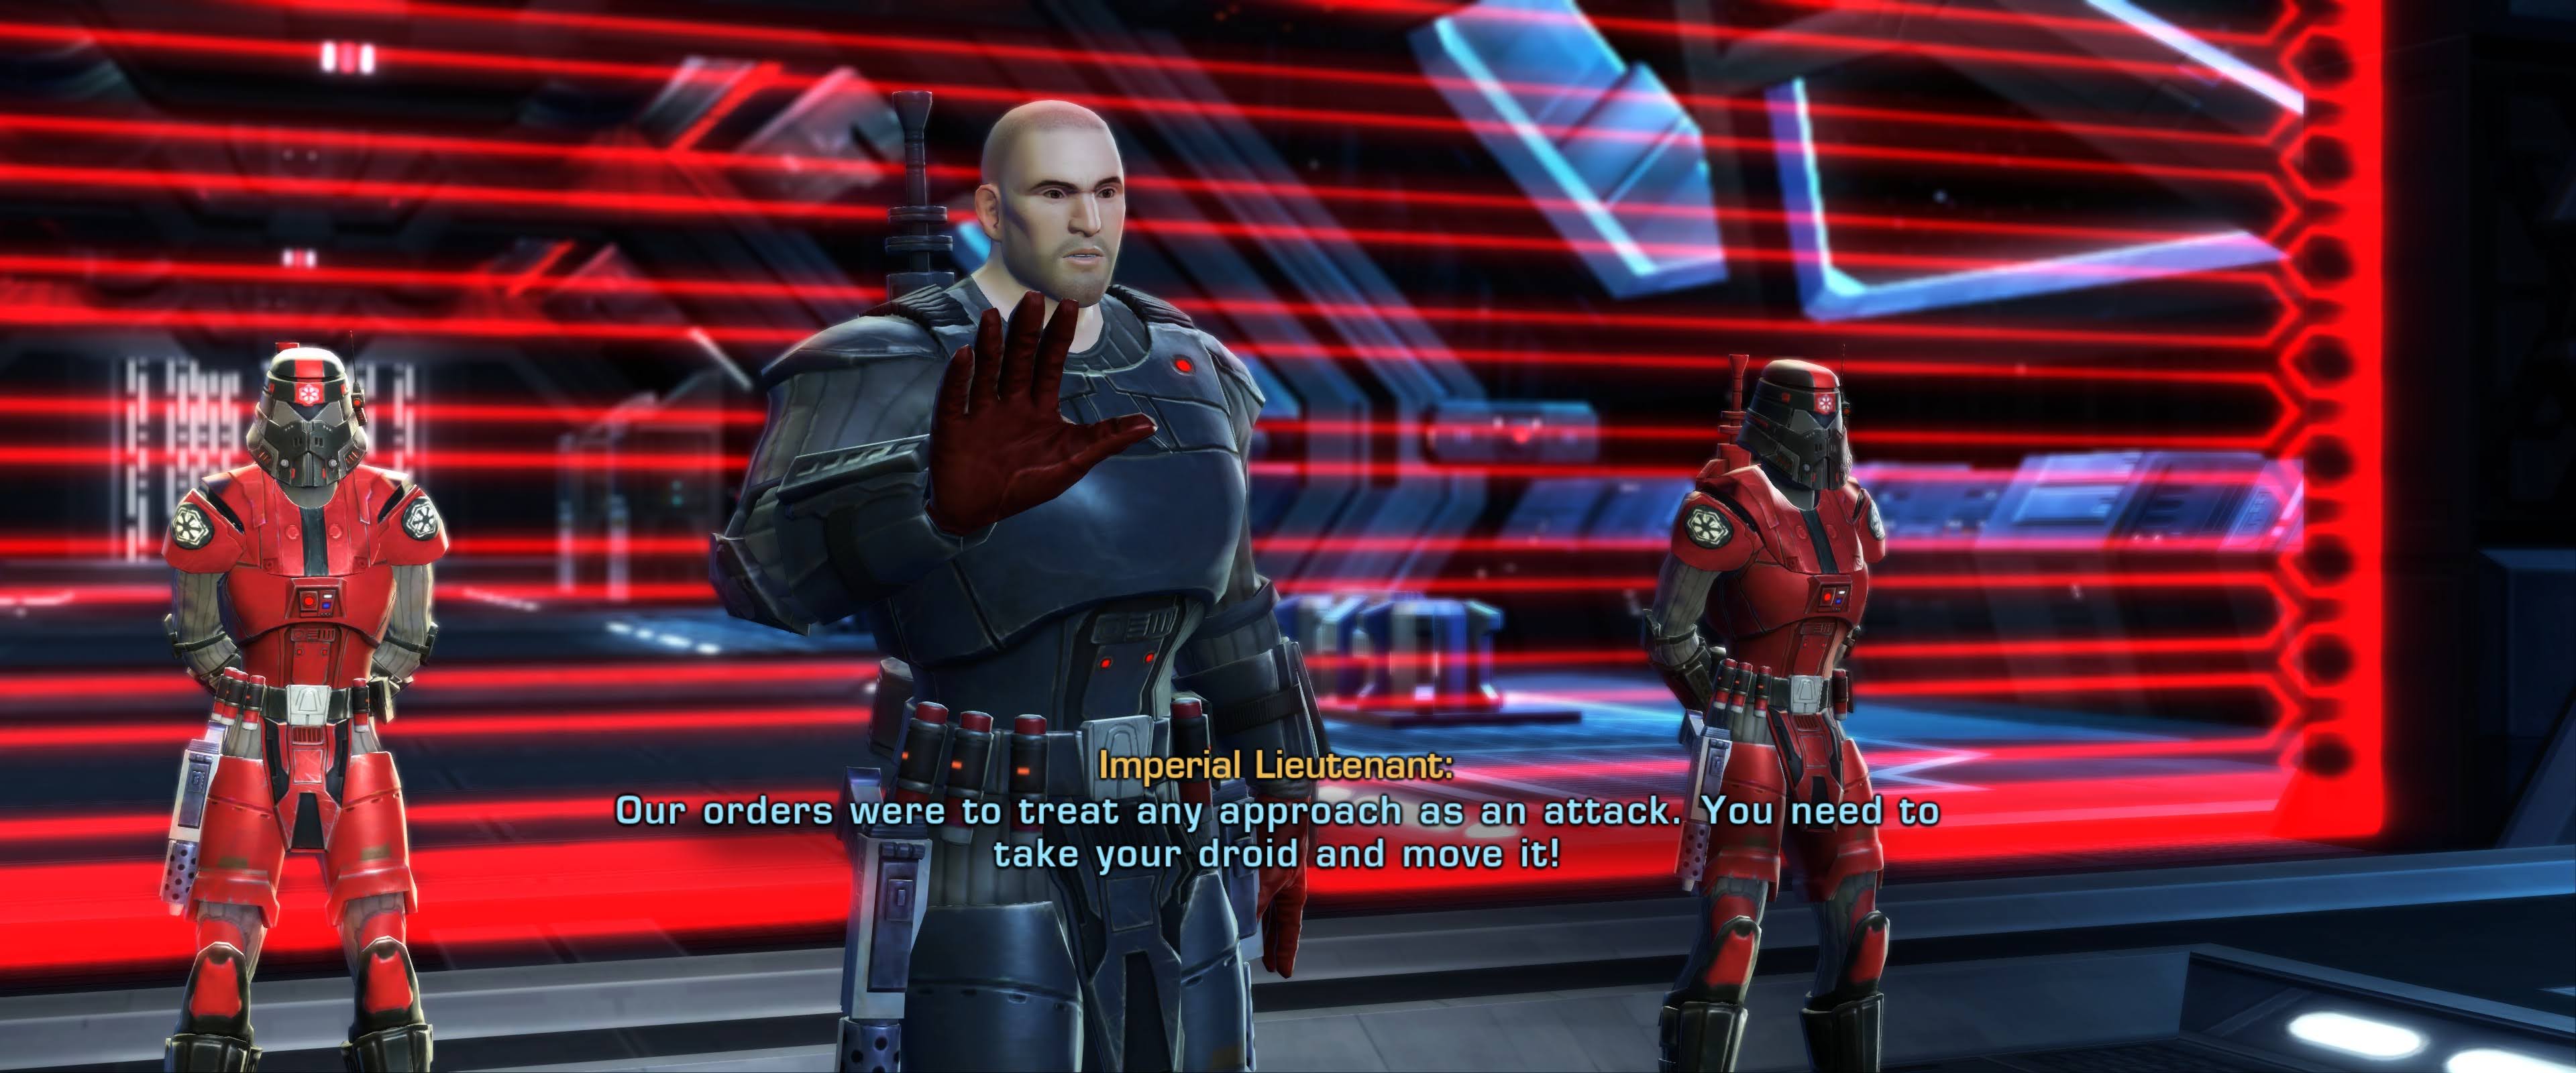 Imperial Lieutenant:
Our orders were to treat any approach as an attack. You need to
take your droid and move it!